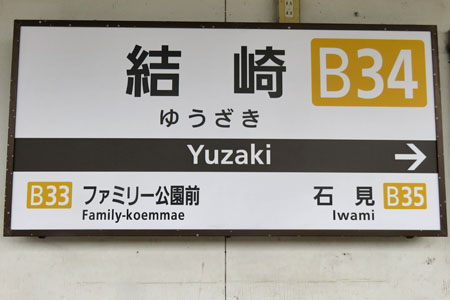 結崎 B34
ゆうざき
Yuzaki →
B33 ファミリー公園前 石見 B35
Family-koemmae Iwami